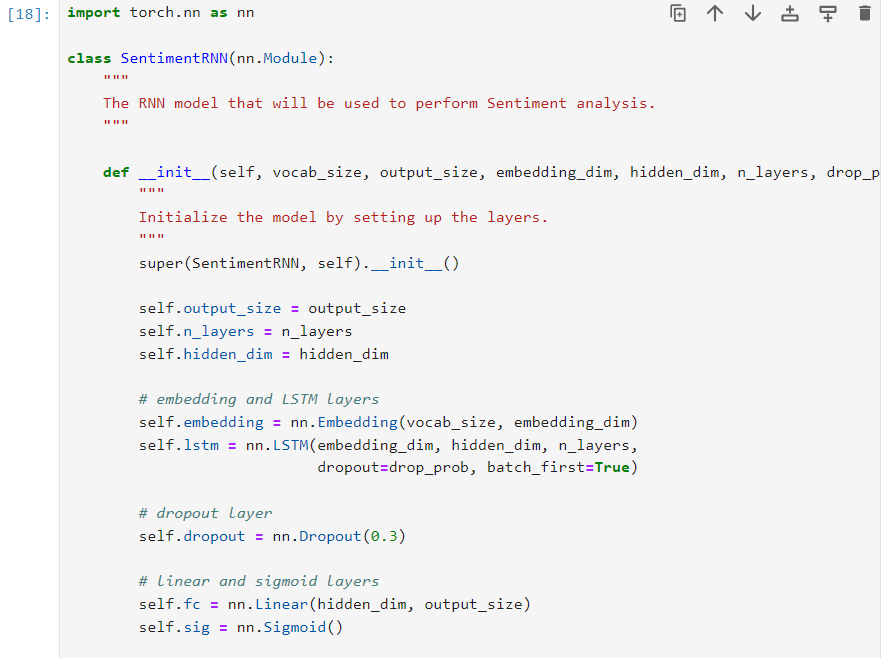 [18]: import torch.nn as nn

class SentimentRNN(nn.Module):
    """
    The RNN model that will be used to perform Sentiment analysis.
    """

    def __init__(self, vocab_size, output_size, embedding_dim, hidden_dim, n_layers, drop_p
        """
        Initialize the model by setting up the layers.
        """
        super(SentimentRNN, self).__init__()

        self.output_size = output_size
        self.n_layers = n_layers
        self.hidden_dim = hidden_dim

        # embedding and LSTM layers
        self.embedding = nn.Embedding(vocab_size, embedding_dim)
        self.lstm = nn.LSTM(embedding_dim, hidden_dim, n_layers,
                            dropout=drop_prob, batch_first=True)

        # dropout layer
        self.dropout = nn.Dropout(0.3)

        # linear and sigmoid layers
        self.fc = nn.Linear(hidden_dim, output_size)
        self.sig = nn.Sigmoid()